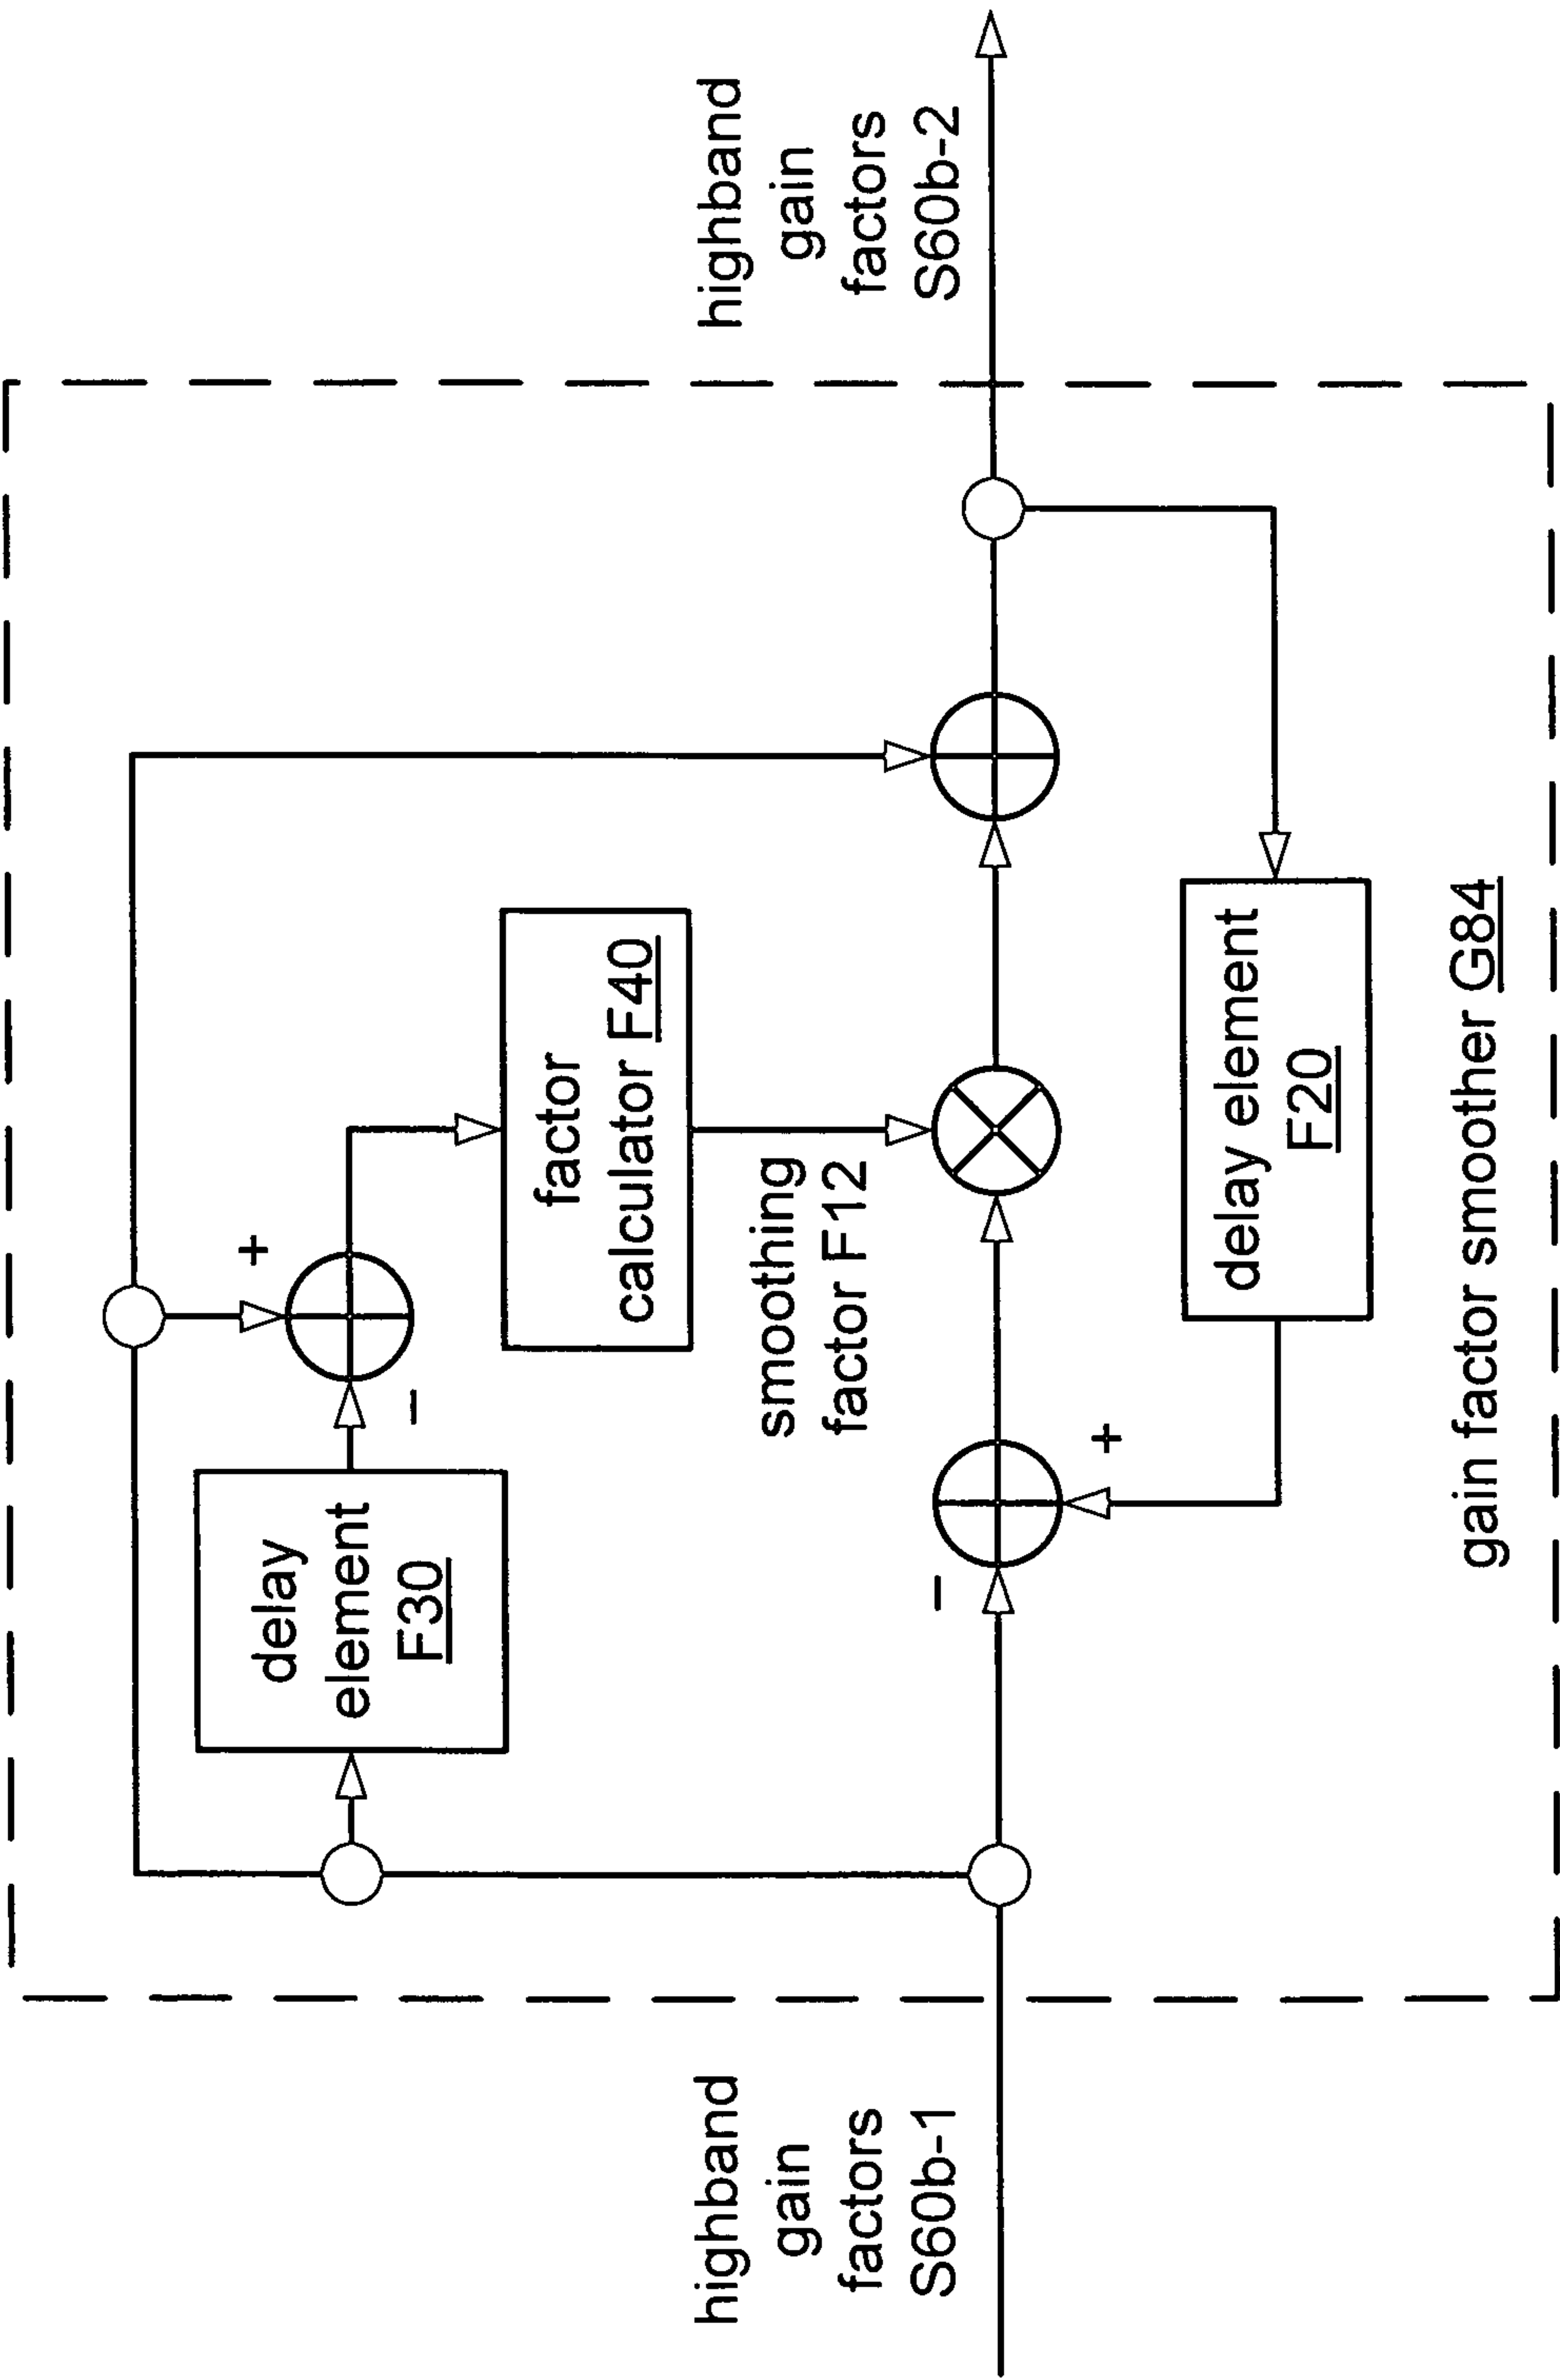 highband
gain
factors
S60b-1
delay
element
F30
–
+
factor
calculator F40
smoothing
factor F12
–
+
delay element
F20
gain factor smoother G84
highband
gain
factors
S60b-2